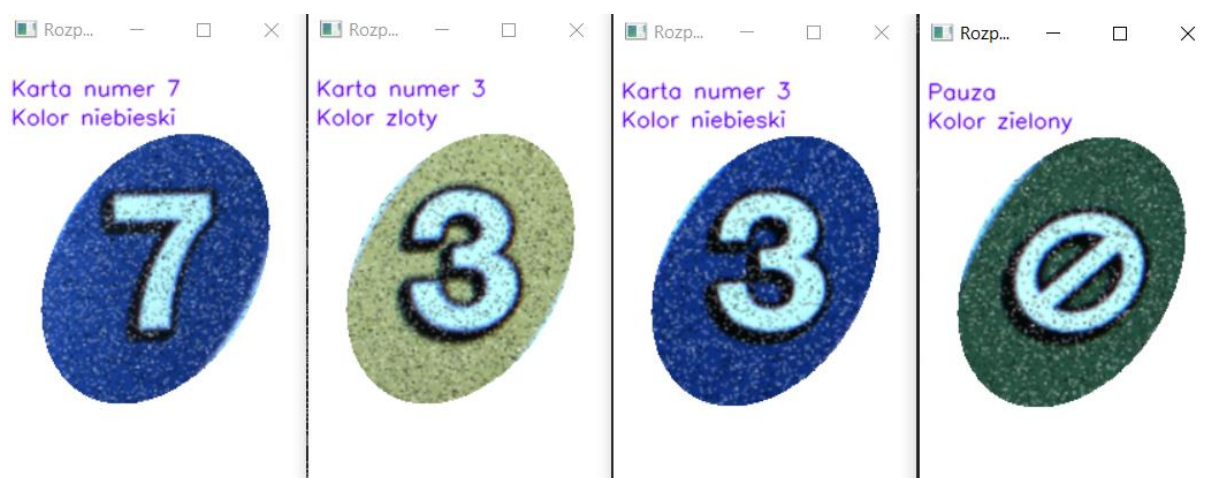 Rozp...
Karta numer 7
Kolor niebieski
7
Rozp...
Karta numer 3
Kolor zloty
3
Rozp...
Karta numer 3
Kolor niebieski
3
Rozp...
Pauza
Kolor zielony